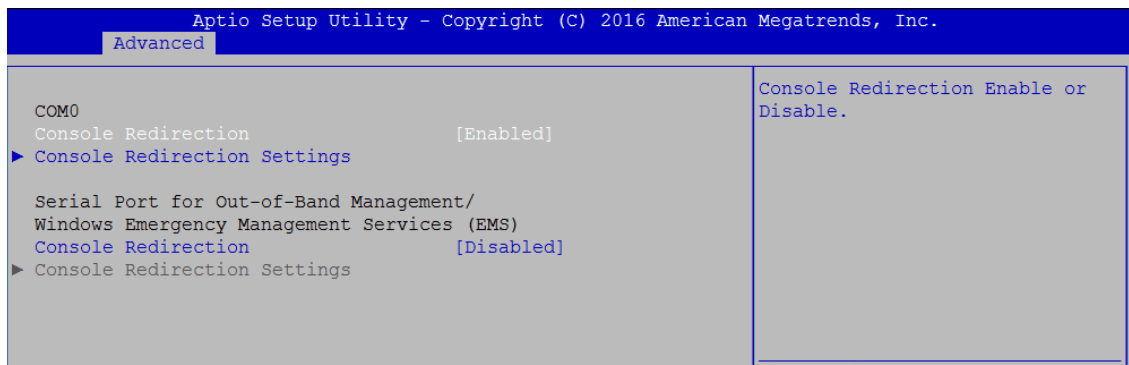 Aptio Setup Utility - Copyright (C) 2016 American Megatrends, Inc.
Advanced
COM0
Console Redirection [Enabled]
► Console Redirection Settings
Serial Port for Out-of-Band Management/
Windows Emergency Management Services (EMS)
Console Redirection [Disabled]
► Console Redirection Settings
Console Redirection Enable or
Disable.